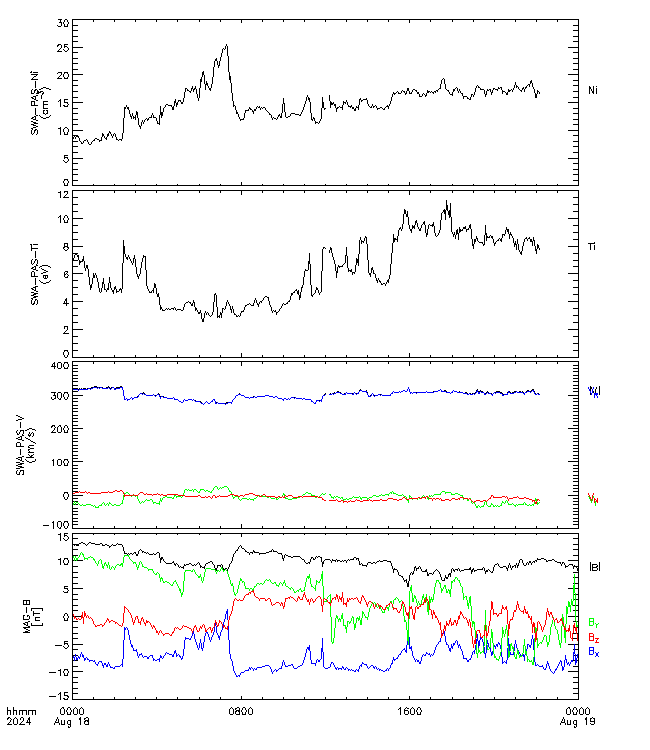 30
25
20
15
10
5
0
SWA-PAS-Ni
(cm⁻³)
Ni
12
10
8
6
4
2
0
SWA-PAS-Ti
(eV)
Ti
400
300
200
100
0
-100
SWA-PAS-V
(km/s)
15
10
5
0
-5
-10
-15
MAG-B
[nT]
|B|
BY
BZ
BX
hhmm 0000 0800 1600 0000
2024 Aug 18 Aug 19